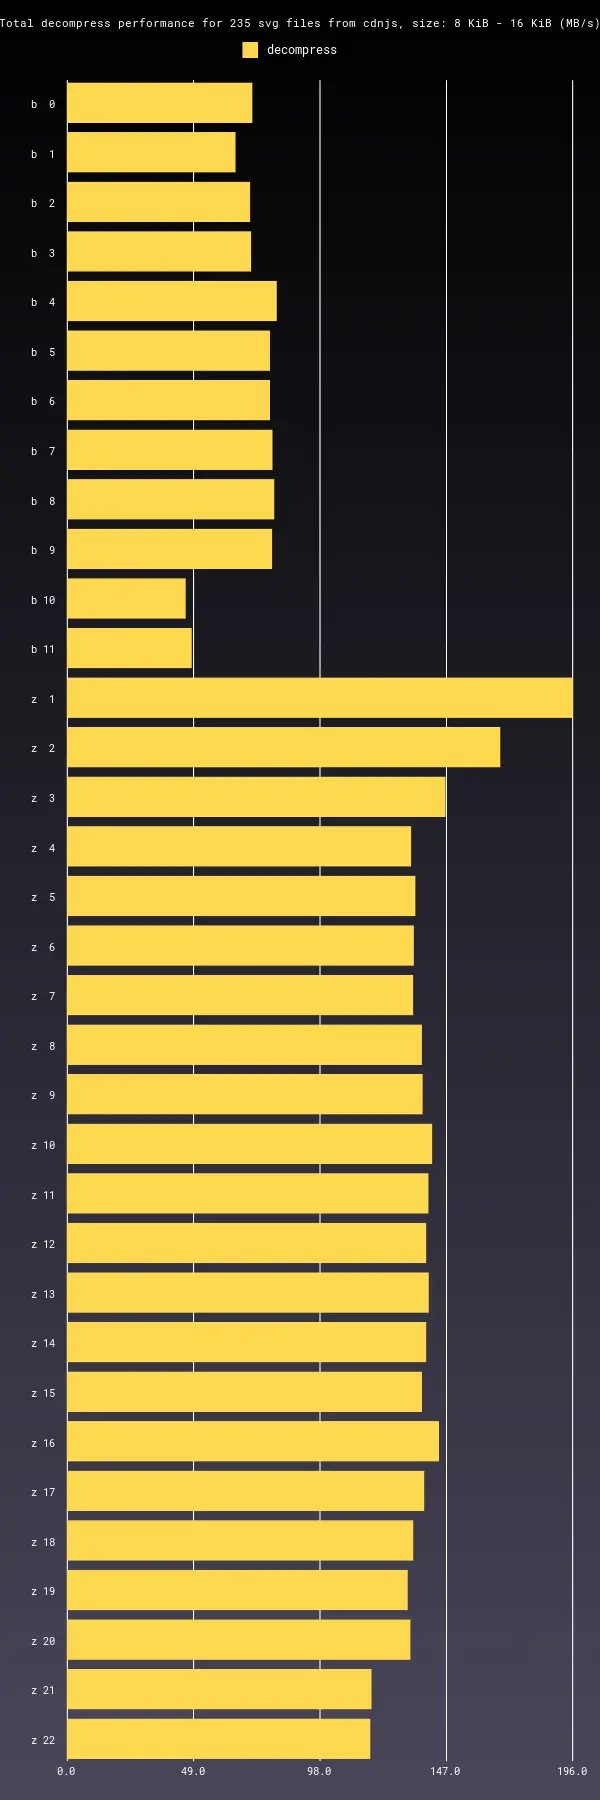 Total decompress performance for 235 svg files from cdnjs, size: 8 KiB - 16 KiB (MB/s)
decompress
b 0
b 1
b 2
b 3
b 4
b 5
b 6
b 7
b 8
b 9
b 10
b 11
z 1
z 2
z 3
z 4
z 5
z 6
z 7
z 8
z 9
z 10
z 11
z 12
z 13
z 14
z 15
z 16
z 17
z 18
z 19
z 20
z 21
z 22
0.0 49.0 98.0 147.0 196.0